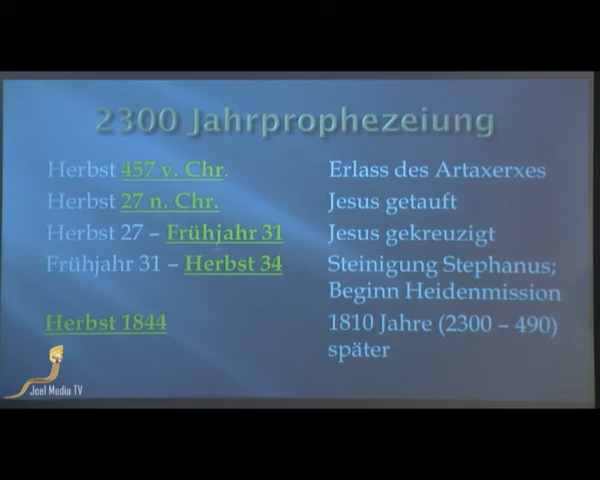 2300 Jahrprophezeiung
Herbst 457 v. Chr. Erlass des Artaxerxes
Herbst 27 n. Chr. Jesus getauft
Herbst 27 – Frühjahr 31 Jesus gekreuzigt
Frühjahr 31 – Herbst 34 Steinigung Stephanus;
Beginn Heidenmission
Herbst 1844 1810 Jahre (2300 – 490)
später
Joel Media TV